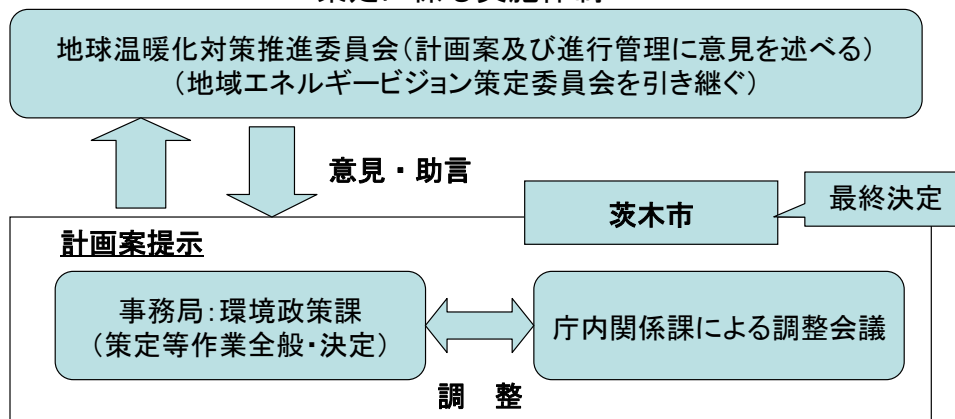 地球温暖化対策推進委員会(計画案及び進行管理に意見を述べる)
(地域エネルギービジョン策定委員会を引き継ぐ)
意見・助言
茨木市
最終決定
計画案提示
事務局:環境政策課
(策定等作業全般・決定)
庁内関係課による調整会議
調 整